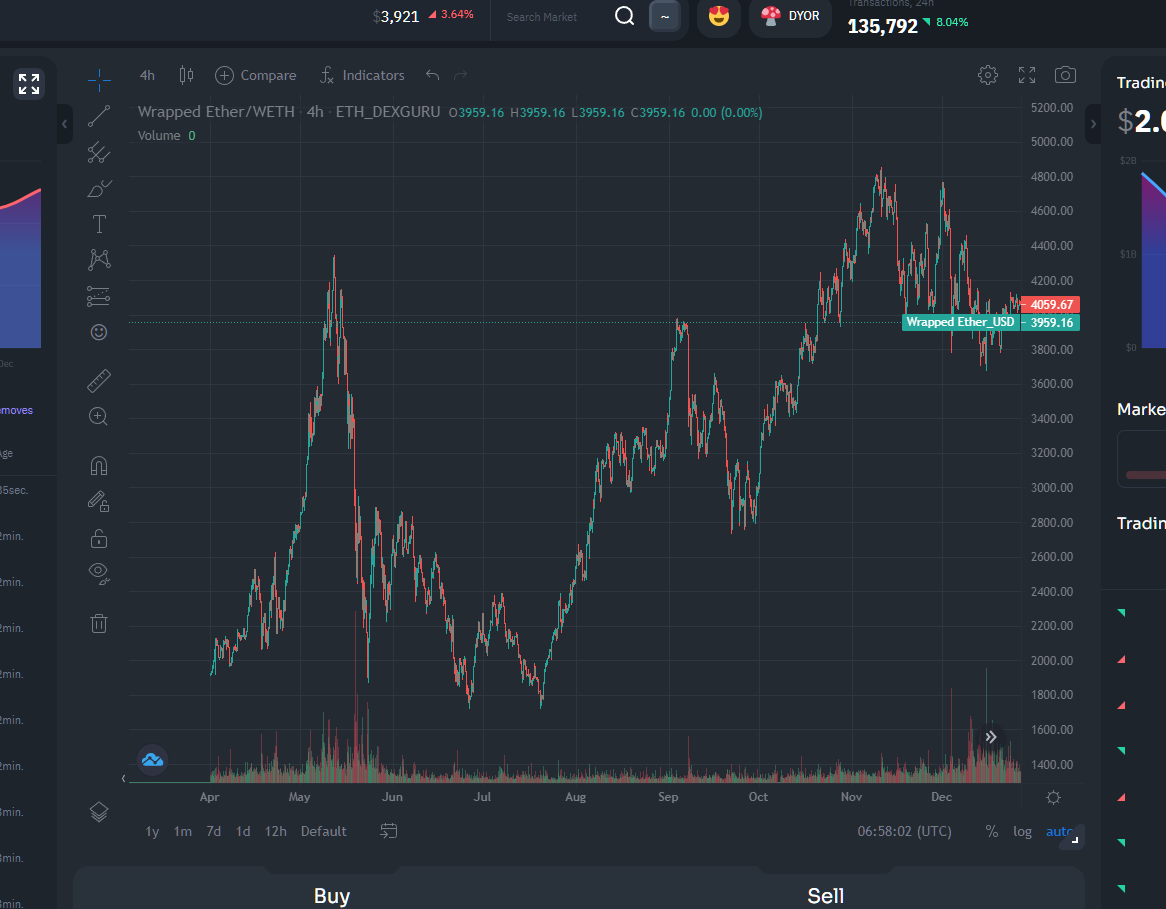 $3,921 3.64%
Search Market
~
DYOR
Transactions, 24h
135,792 8.04%
4h
Compare
Indicators
Wrapped Ether/WETH · 4h · ETH_DEXGURU O3959.16 H3959.16 L3959.16 C3959.16 0.00 (0.00%)
Volume 0
5200.00
5000.00
4800.00
4600.00
4400.00
4200.00
4059.67
Wrapped Ether_USD 3959.16
3800.00
3600.00
3400.00
3200.00
3000.00
2800.00
2600.00
2400.00
2200.00
2000.00
1800.00
1600.00
1400.00
Apr May Jun Jul Aug Sep Oct Nov Dec
1y 1m 7d 1d 12h Default
06:58:02 (UTC) % log auto
Buy
Sell
Dec
emoves
Age
35sec.
2min.
2min.
2min.
2min.
2min.
2min.
3min.
3min.
3min.
Trading
$2.0
$2B
$1B
$0
Marke
Tradin